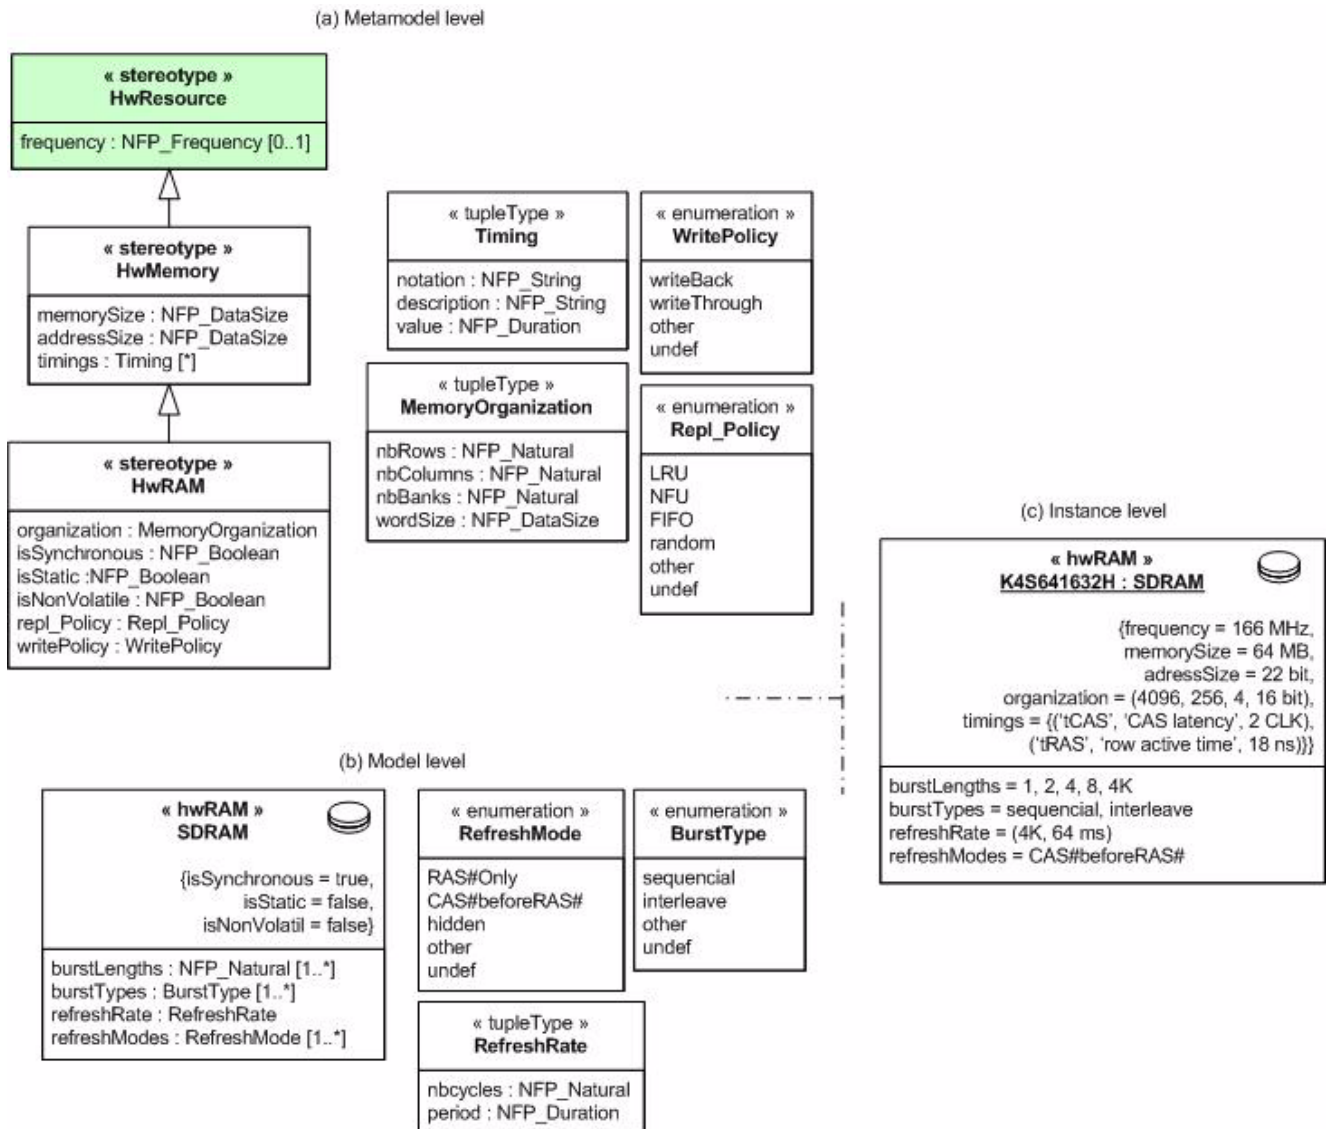 (a) Metamodel level
« stereotype »
HwResource
frequency : NFP_Frequency [0..1]
« stereotype »
HwMemory
memorySize : NFP_DataSize
addressSize : NFP_DataSize
timings : Timing [*]
« stereotype »
HwRAM
organization : MemoryOrganization
isSynchronous : NFP_Boolean
isStatic :NFP_Boolean
isNonVolatile : NFP_Boolean
repl_Policy : Repl_Policy
writePolicy : WritePolicy
« tupleType »
Timing
notation : NFP_String
description : NFP_String
value : NFP_Duration
« enumeration »
WritePolicy
writeBack
writeThrough
other
undef
« tupleType »
MemoryOrganization
nbRows : NFP_Natural
nbColumns : NFP_Natural
nbBanks : NFP_Natural
wordSize : NFP_DataSize
« enumeration »
Repl_Policy
LRU
NFU
FIFO
random
other
undef
(b) Model level
« hwRAM »
SDRAM
{isSynchronous = true,
isStatic = false,
isNonVolatil = false}
burstLengths : NFP_Natural [1..*]
burstTypes : BurstType [1..*]
refreshRate : RefreshRate
refreshModes : RefreshMode [1..*]
« enumeration »
RefreshMode
RAS#Only
CAS#beforeRAS#
hidden
other
undef
« enumeration »
BurstType
sequencial
interleave
other
undef
« tupleType »
RefreshRate
nbcycles : NFP_Natural
period : NFP_Duration
(c) Instance level
« hwRAM »
K4S641632H : SDRAM
{frequency = 166 MHz,
memorySize = 64 MB,
adressSize = 22 bit,
organization = (4096, 256, 4, 16 bit),
timings = {(‘tCAS’, ‘CAS latency’, 2 CLK),
(‘tRAS’, ‘row active time’, 18 ns)}}
burstLengths = 1, 2, 4, 8, 4K
burstTypes = sequencial, interleave
refreshRate = (4K, 64 ms)
refreshModes = CAS#beforeRAS#